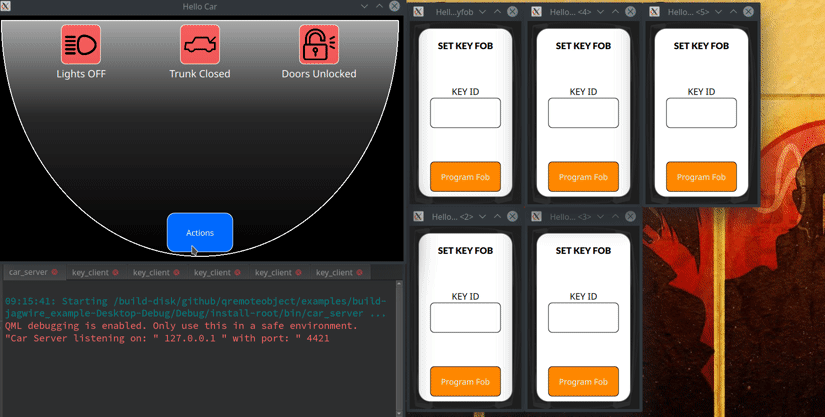 Hello Car
Lights OFF
Trunk Closed
Doors Unlocked
Actions
car_server
key_client
key_client
key_client
key_client
key_client
09:15:41: Starting /build-disk/github/qremoteobject/examples/build-
jagwire_example-Desktop-Debug/Debug/install-root/bin/car_server ...
QML debugging is enabled. Only use this in a safe environment.
"Car Server listening on: " 127.0.0.1 " with port: " 4421
Hell...yfob
SET KEY FOB
KEY ID
Program Fob
Hello... <4>
SET KEY FOB
KEY ID
Program Fob
Hello... <5>
SET KEY FOB
KEY ID
Program Fob
Hello... <2>
SET KEY FOB
KEY ID
Program Fob
Hello... <3>
SET KEY FOB
KEY ID
Program Fob